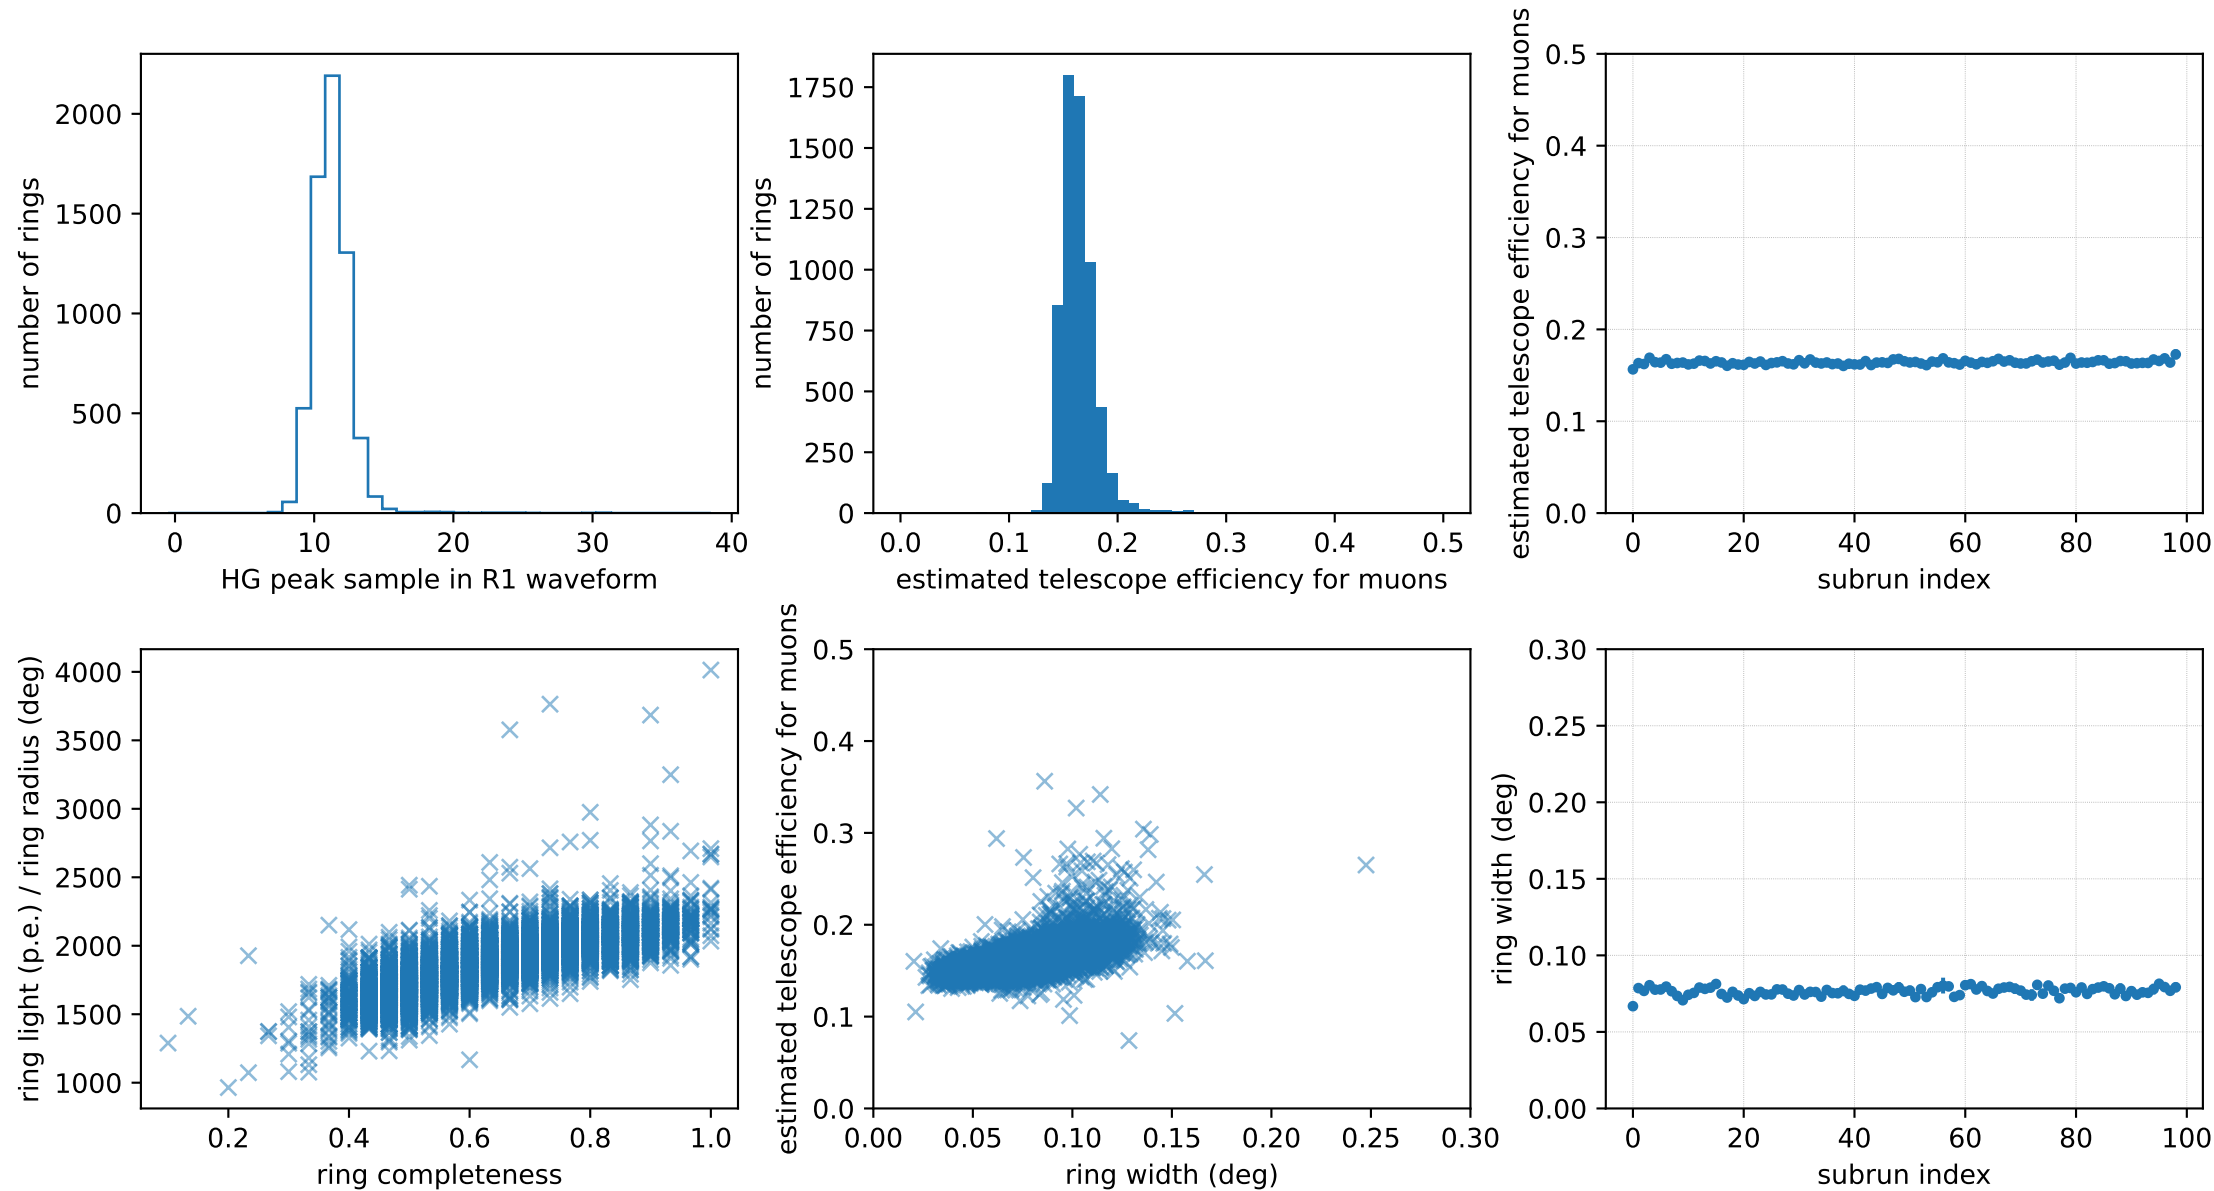 number of rings
2000
1500
1000
500
0
0 10 20 30 40
HG peak sample in R1 waveform
number of rings
1750
1500
1250
1000
750
500
250
0
0.0 0.1 0.2 0.3 0.4 0.5
estimated telescope efficiency for muons
estimated telescope efficiency for muons
0.5
0.4
0.3
0.2
0.1
0.0
0 20 40 60 80 100
subrun index
ring light (p.e.) / ring radius (deg)
4000
3500
3000
2500
2000
1500
1000
0.2 0.4 0.6 0.8 1.0
ring completeness
estimated telescope efficiency for muons
0.5
0.4
0.3
0.2
0.1
0.0
0.00 0.05 0.10 0.15 0.20 0.25 0.30
ring width (deg)
ring width (deg)
0.30
0.25
0.20
0.15
0.10
0.05
0.00
0 20 40 60 80 100
subrun index